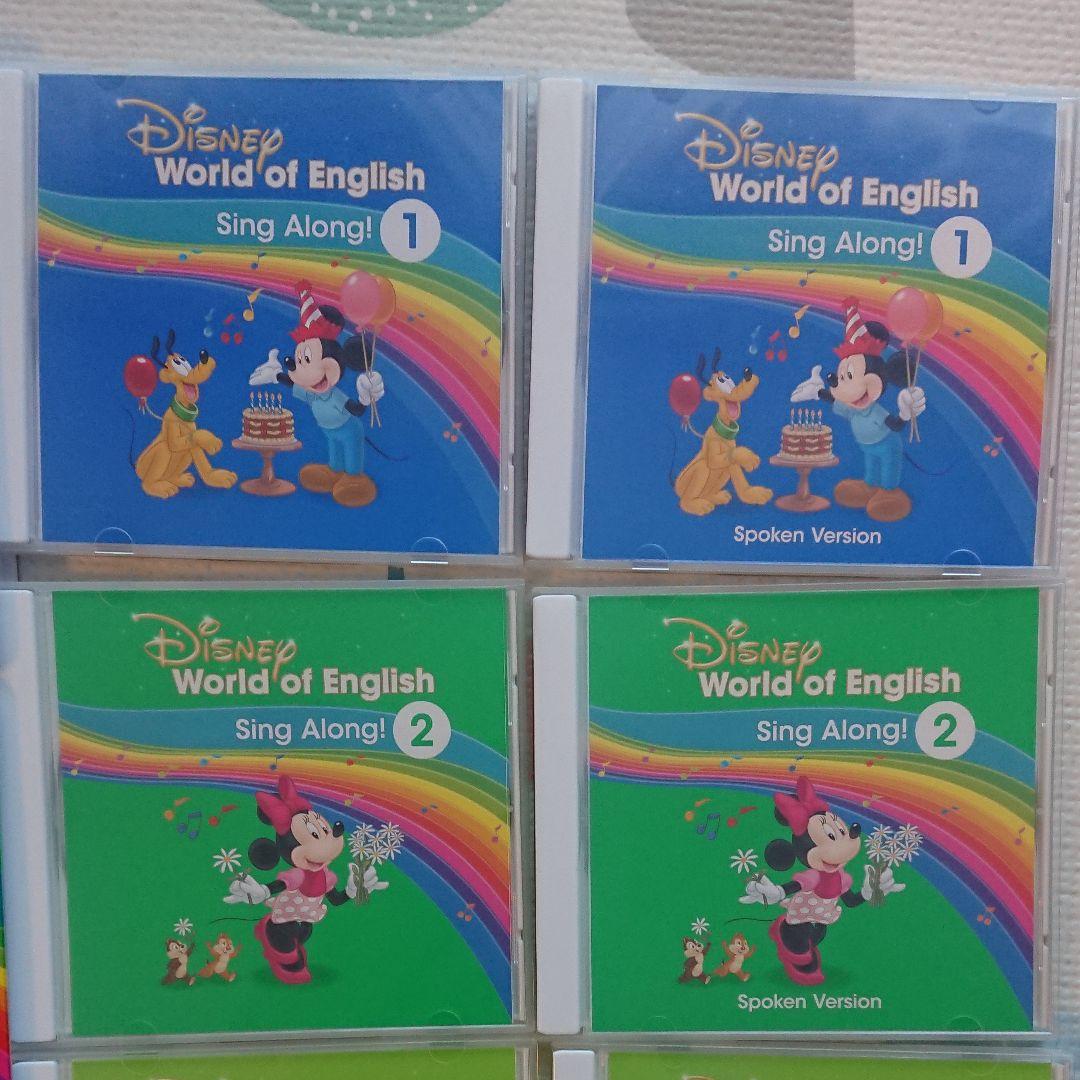 Disney
World of English
Sing Along! 1
Disney
World of English
Sing Along! 1
Spoken Version
Disney
World of English
Sing Along! 2
Disney
World of English
Sing Along! 2
Spoken Version